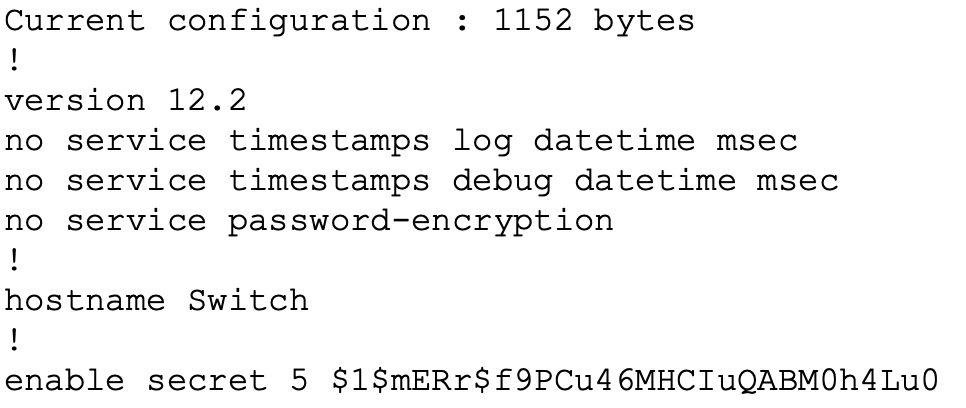 Current configuration : 1152 bytes
!
version 12.2
no service timestamps log datetime msec
no service timestamps debug datetime msec
no service password-encryption
!
hostname Switch
!
enable secret 5 $1$mERr$f9PCu46MHCIuQABM0h4Lu0